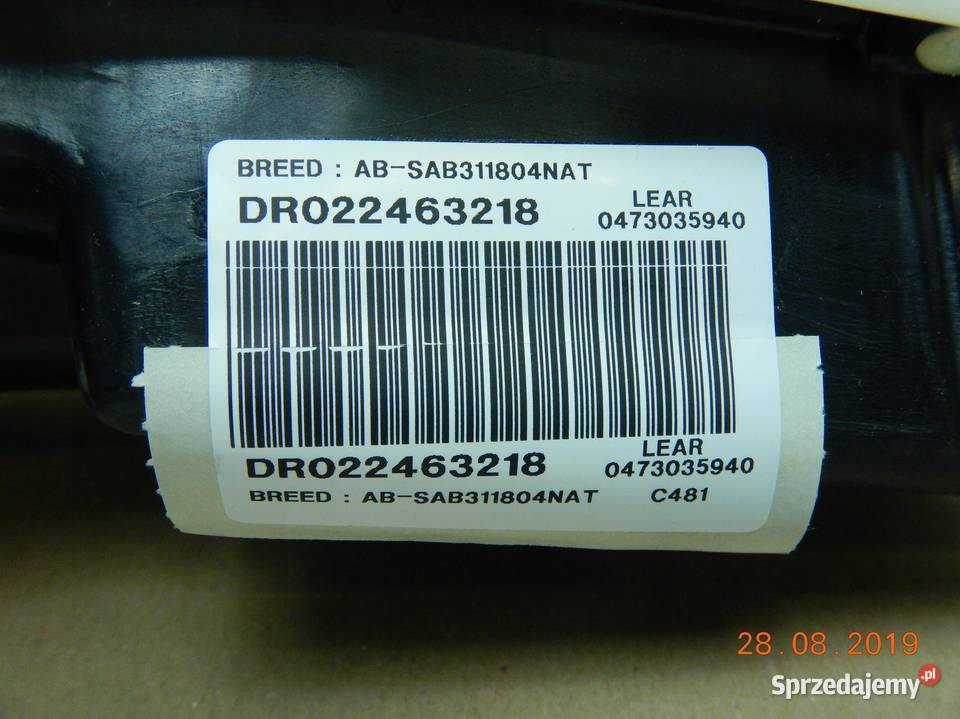 BREED : AB-SAB311804NAT
DR022463218
LEAR
0473035940
DR022463218
LEAR
0473035940
BREED : AB-SAB311804NAT C481
28.08.2019
Sprzedajemy.pl